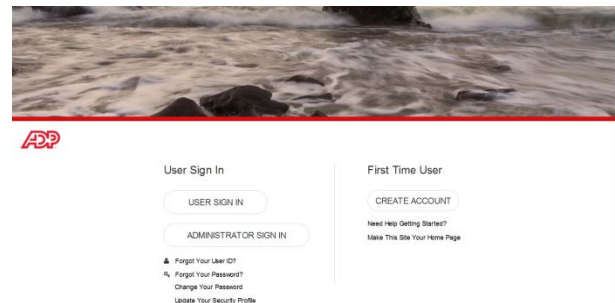 ADP
User Sign In
USER SIGN IN
ADMINISTRATOR SIGN IN
Forgot Your User ID?
Forgot Your Password?
Change Your Password
Update Your Security Profile
First Time User
CREATE ACCOUNT
Need Help Getting Started?
Make This Site Your Home Page